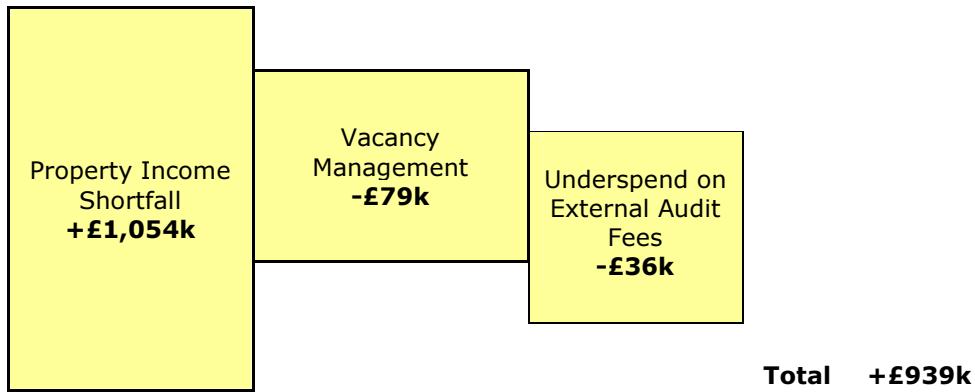 Property Income
Shortfall
+£1,054k
Vacancy
Management
-£79k
Underspend on
External Audit
Fees
-£36k
Total +£939k